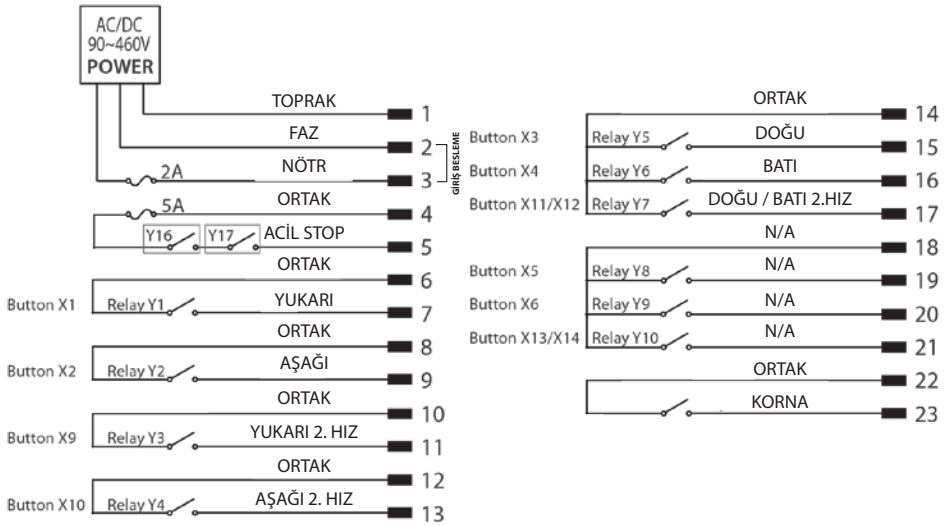 AC/DC
90~460V
POWER
TOPRAK 1
FAZ 2
NÖTR 3
2A
GİRİŞ BESLEME
ORTAK 4
5A
Y16 Y17 ACİL STOP 5
ORTAK 6
Button X1 Relay Y1 YUKARI 7
ORTAK 8
Button X2 Relay Y2 AŞAĞI 9
ORTAK 10
Button X9 Relay Y3 YUKARI 2. HIZ 11
ORTAK 12
Button X10 Relay Y4 AŞAĞI 2. HIZ 13
ORTAK 14
Button X3 Relay Y5 DOĞU 15
Button X4 Relay Y6 BATI 16
Button X11/X12 Relay Y7 DOĞU / BATI 2.HIZ 17
N/A 18
Button X5 Relay Y8 N/A 19
Button X6 Relay Y9 N/A 20
Button X13/X14 Relay Y10 N/A 21
ORTAK 22
KORNA 23